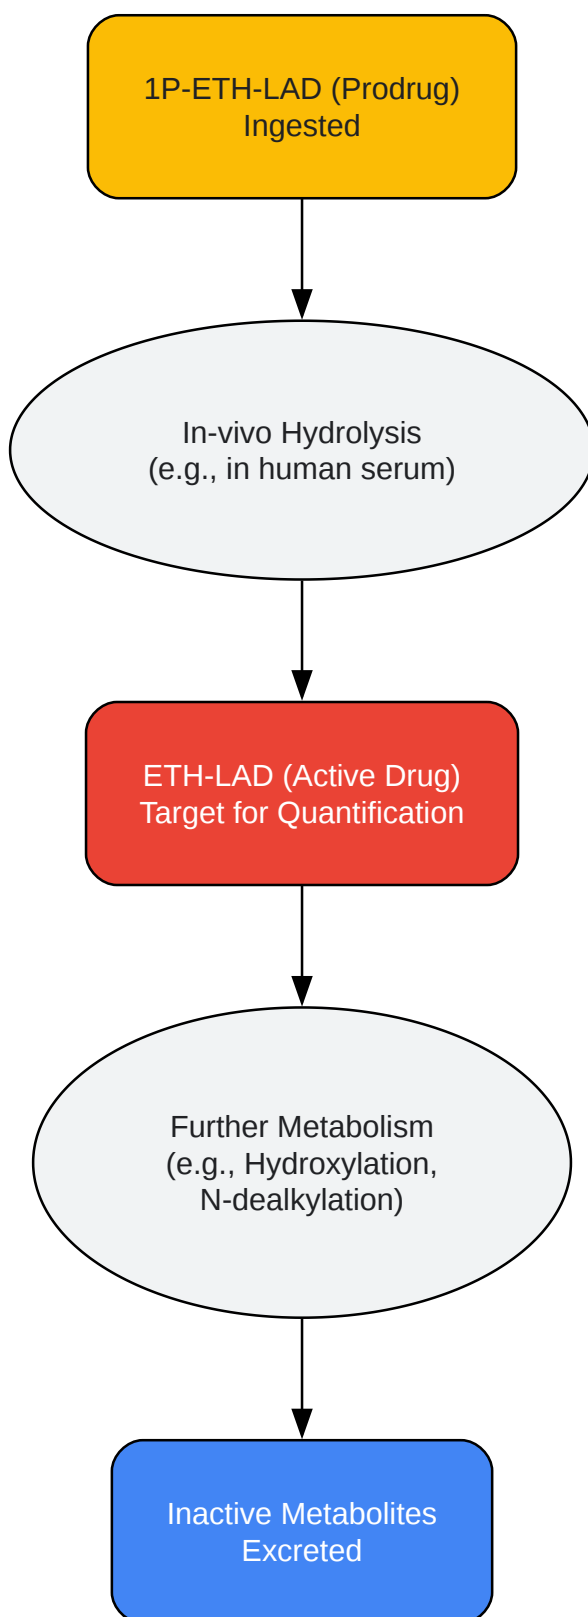 1P-ETH-LAD (Prodrug)
Ingested
In-vivo Hydrolysis
(e.g., in human serum)
ETH-LAD (Active Drug)
Target for Quantification
Further Metabolism
(e.g., Hydroxylation,
N-dealkylation)
Inactive Metabolites
Excreted